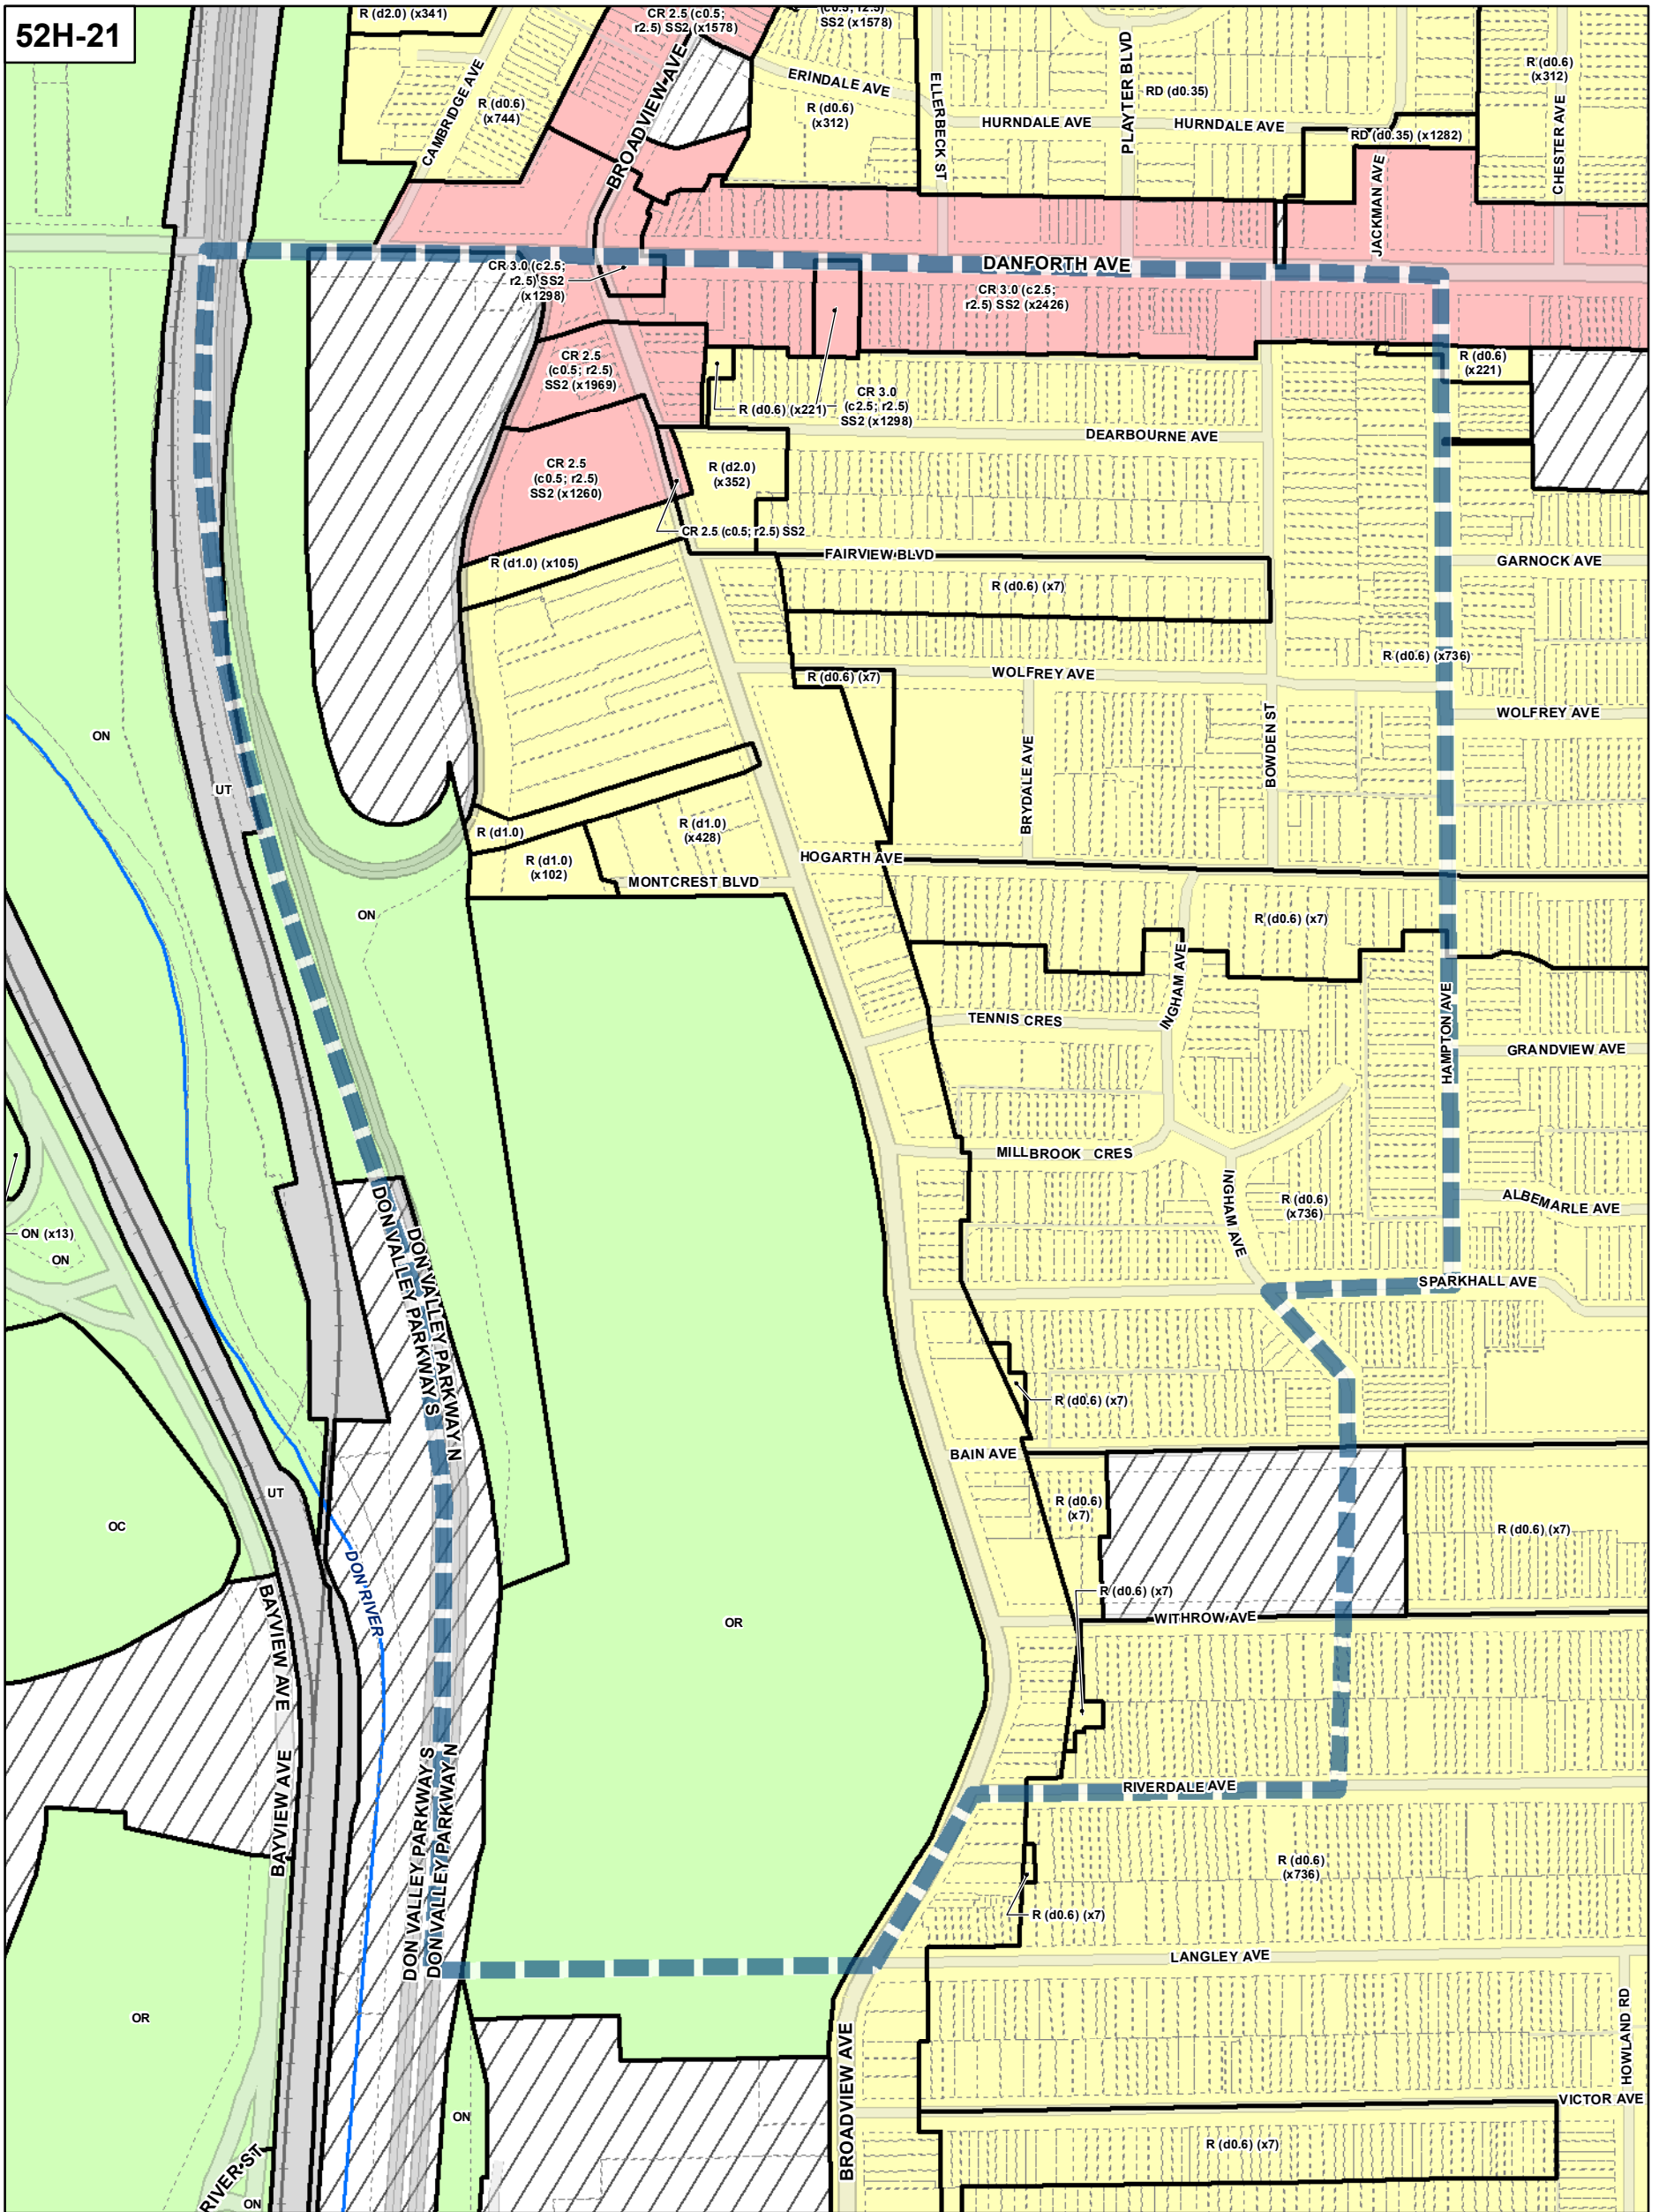 52H-21
R (d2.0) (x341)
CR 2.5 (c0.5;
r2.5) SS2 (x1578)
(c0.5; r2.5)
SS2 (x1578)
CAMBRIDGE AVE
R (d0.6)
(x744)
BROADVIEW AVE
ERINDALE AVE
R (d0.6)
(x312)
ELLERBECK ST
PLAYTER BLVD
RD (d0.35)
HURNDALE AVE
HURNDALE AVE
RD (d0.35) (x1282)
JACKMAN AVE
R (d0.6)
(x312)
CHESTER AVE
DANFORTH AVE
CR 3.0 (c2.5;
r2.5) SS2
(x1298)
CR 3.0 (c2.5;
r2.5) SS2 (x2426)
CR 2.5
(c0.5; r2.5)
SS2 (x1969)
R (d0.6)
(x221)
R (d0.6) (x221)
CR 3.0
(c2.5; r2.5)
SS2 (x1298)
DEARBOURNE AVE
CR 2.5
(c0.5; r2.5)
SS2 (x1260)
R (d2.0)
(x352)
CR 2.5 (c0.5; r2.5) SS2
FAIRVIEW BLVD
GARNOCK AVE
R (d1.0) (x105)
R (d0.6) (x7)
R (d0.6) (x736)
WOLFREY AVE
R (d0.6) (x7)
WOLFREY AVE
ON
UT
BRYDALE AVE
BOWDEN ST
R (d1.0)
R (d1.0)
(x428)
R (d1.0)
(x102)
HOGARTH AVE
MONTCREST BLVD
ON
R (d0.6) (x7)
INGHAM AVE
TENNIS CRES
HAMPTON AVE
GRANDVIEW AVE
MILLBROOK CRES
INGHAM AVE
R (d0.6)
(x736)
ALBEMARLE AVE
ON (x13)
ON
DON VALLEY PARKWAY S
DON VALLEY PARKWAY N
SPARKHALL AVE
R (d0.6) (x7)
BAIN AVE
UT
OC
R (d0.6)
(x7)
R (d0.6) (x7)
DON RIVER
R (d0.6) (x7)
BAYVIEW AVE
OR
WITHROW AVE
BAYVIEW AVE
DON VALLEY PARKWAY S
DON VALLEY PARKWAY N
RIVERDALE AVE
R (d0.6)
(x736)
R (d0.6) (x7)
LANGLEY AVE
OR
HOWLAND RD
BROADVIEW AVE
VICTOR AVE
ON
R (d0.6) (x7)
RIVER ST
ON